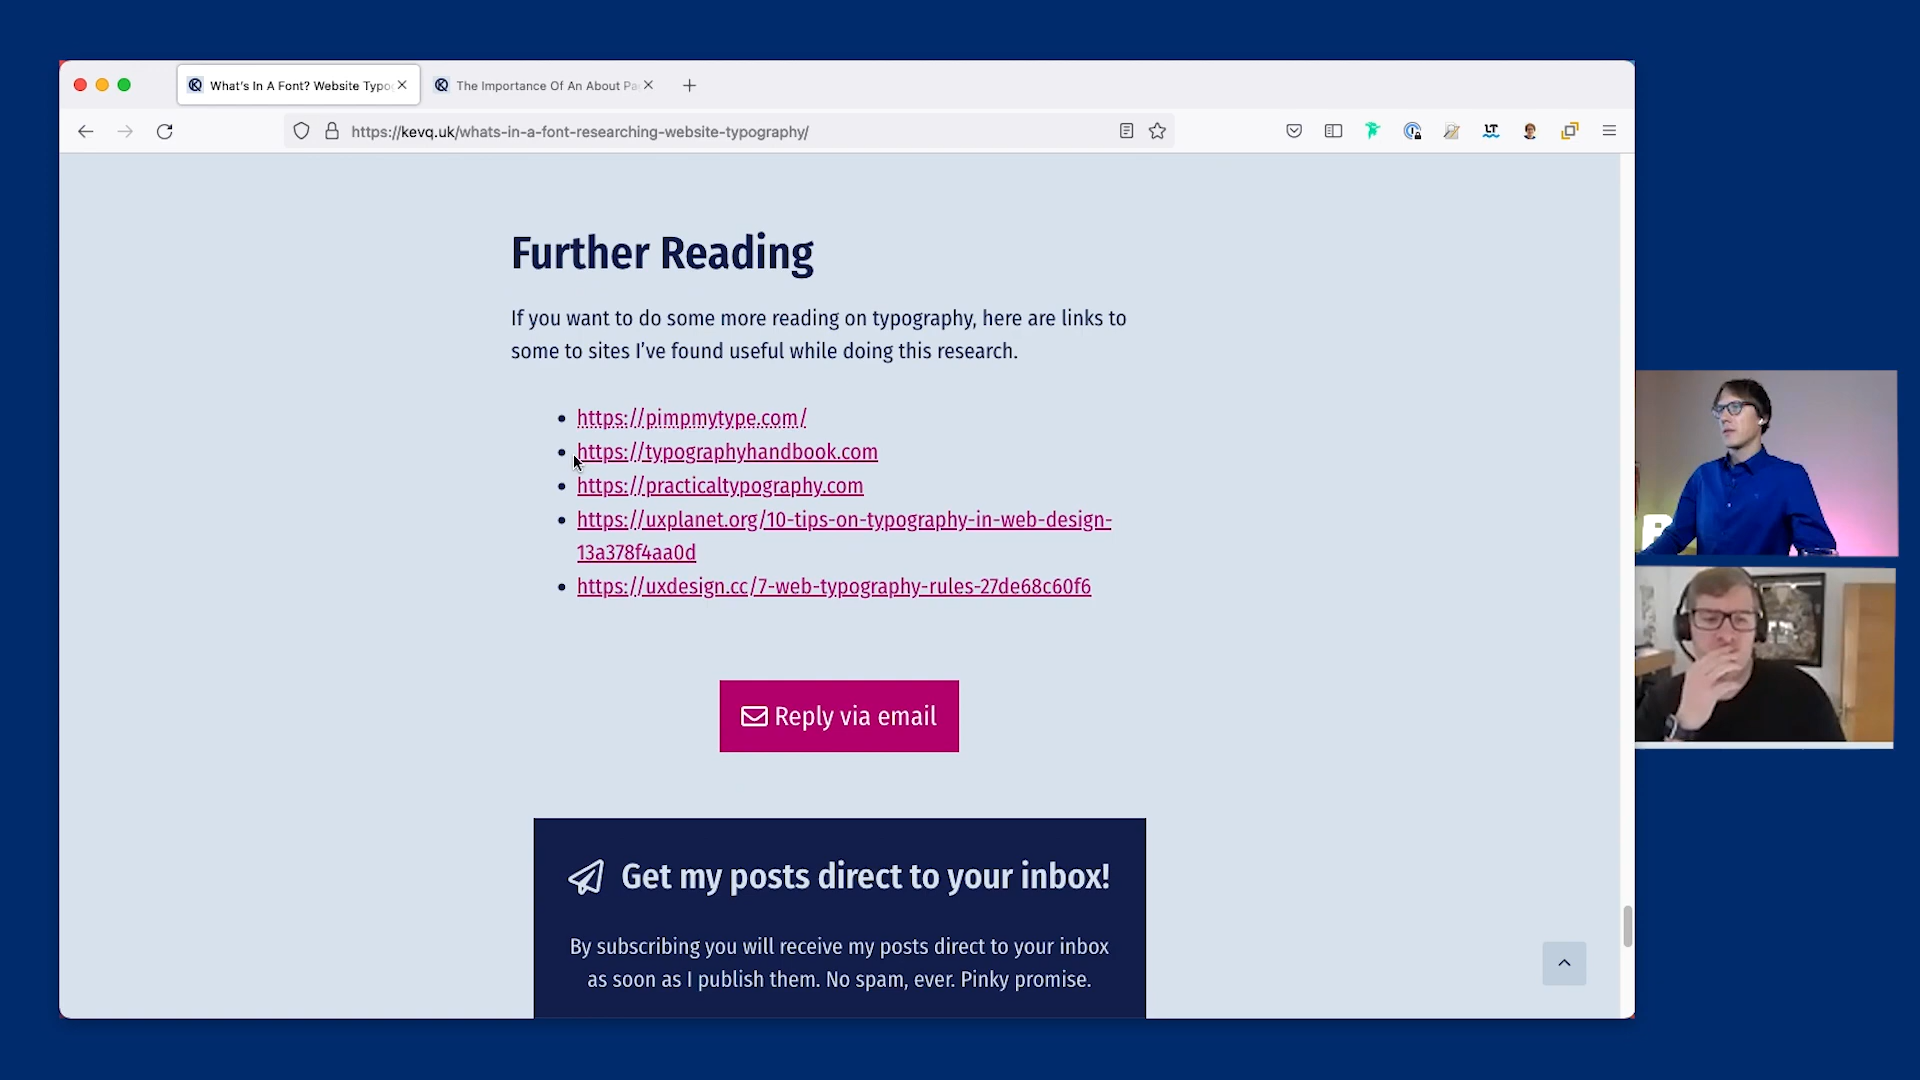 What's In A Font? Website Typo
The Importance Of An About Pa
https://kevq.uk/whats-in-a-font-researching-website-typography/
LT
Further Reading
If you want to do some more reading on typography, here are links to
some to sites I've found useful while doing this research.
https://pimpmytype.com/
https://typographyhandbook.com
https://practicaltypography.com
https://uxplanet.org/10-tips-on-typography-in-web-design-
13a378f4aa0d
https://uxdesign.cc/7-web-typography-rules-27de68c60f6
Reply via email
Get my posts direct to your inbox!
By subscribing you will receive my posts direct to your inbox
as soon as I publish them. No spam, ever. Pinky promise.